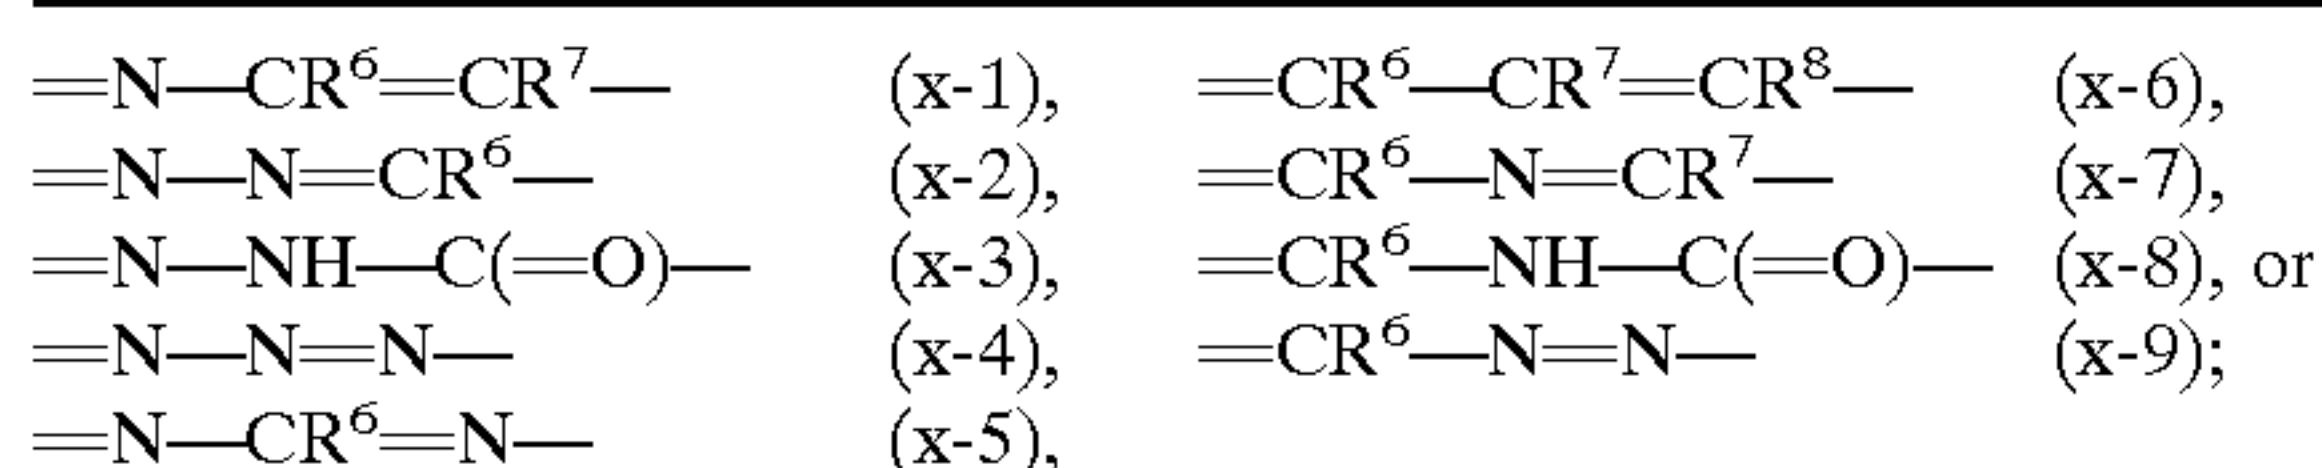 =N—CR⁶=CR⁷— (x-1), =CR⁶—CR⁷=CR⁸— (x-6),
=N—N=CR⁶— (x-2), =CR⁶—N=CR⁷— (x-7),
=N—NH—C(=O)— (x-3), =CR⁶—NH—C(=O)— (x-8), or
=N—N=N— (x-4), =CR⁶—N=N— (x-9);
=N—CR⁶=N— (x-5),